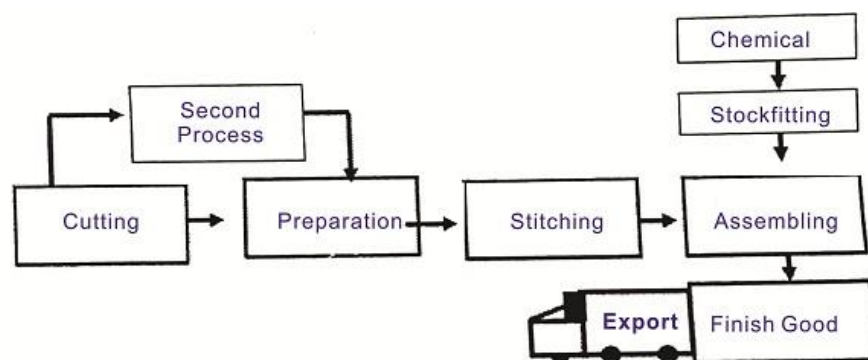 Chemical
Stockfitting
Second
Process
Cutting
Preparation
Stitching
Assembling
Export
Finish Good